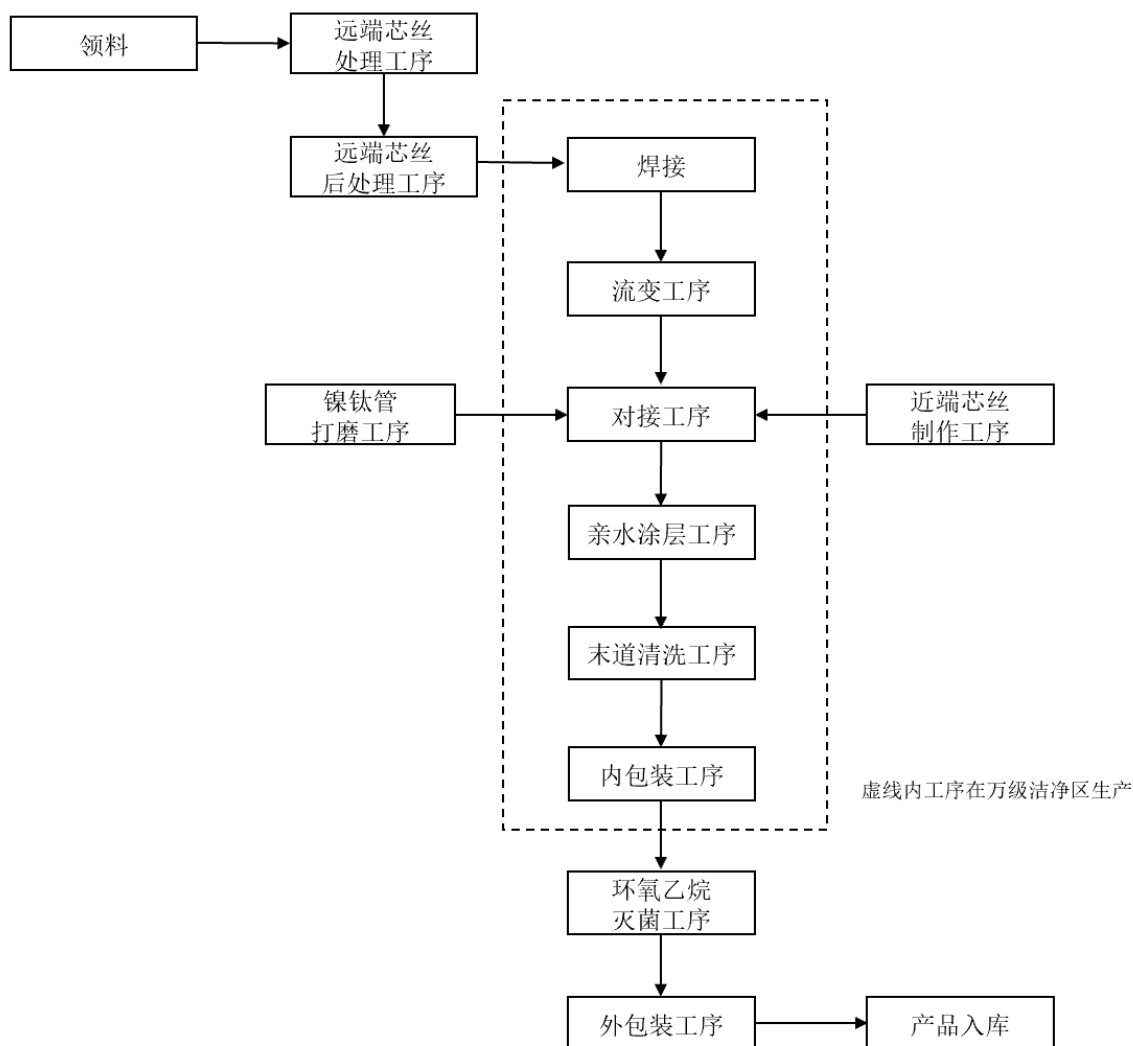 领料
远端芯丝
处理工序
远端芯丝
后处理工序
焊接
流变工序
镍钛管
打磨工序
对接工序
近端芯丝
制作工序
亲水涂层工序
末道清洗工序
内包装工序
虚线内工序在万级洁净区生产
环氧乙烷
灭菌工序
外包装工序
产品入库